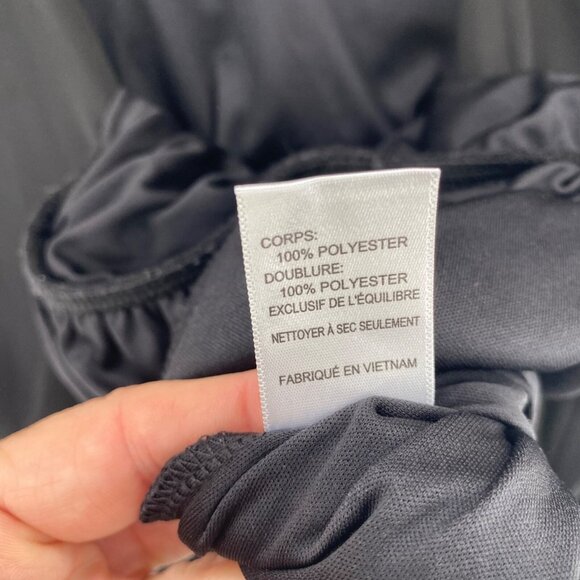 CORPS:
100% POLYESTER
DOUBLURE:
100% POLYESTER
EXCLUSIF DE L'ÉQUILIBRE
NETTOYER À SEC SEULEMENT
FABRIQUÉ EN VIETNAM